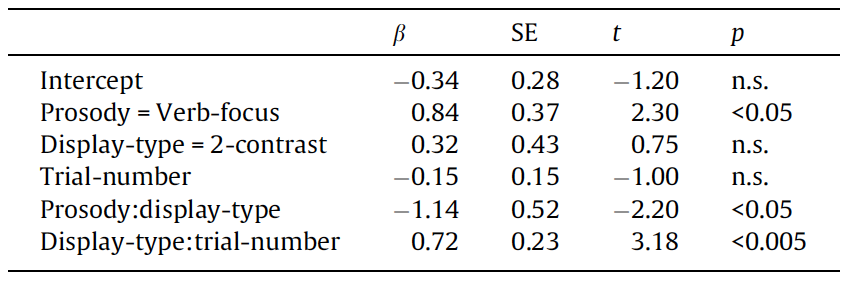 β SE t p
Intercept −0.34 0.28 −1.20 n.s.
Prosody = Verb-focus 0.84 0.37 2.30 <0.05
Display-type = 2-contrast 0.32 0.43 0.75 n.s.
Trial-number −0.15 0.15 −1.00 n.s.
Prosody:display-type −1.14 0.52 −2.20 <0.05
Display-type:trial-number 0.72 0.23 3.18 <0.005